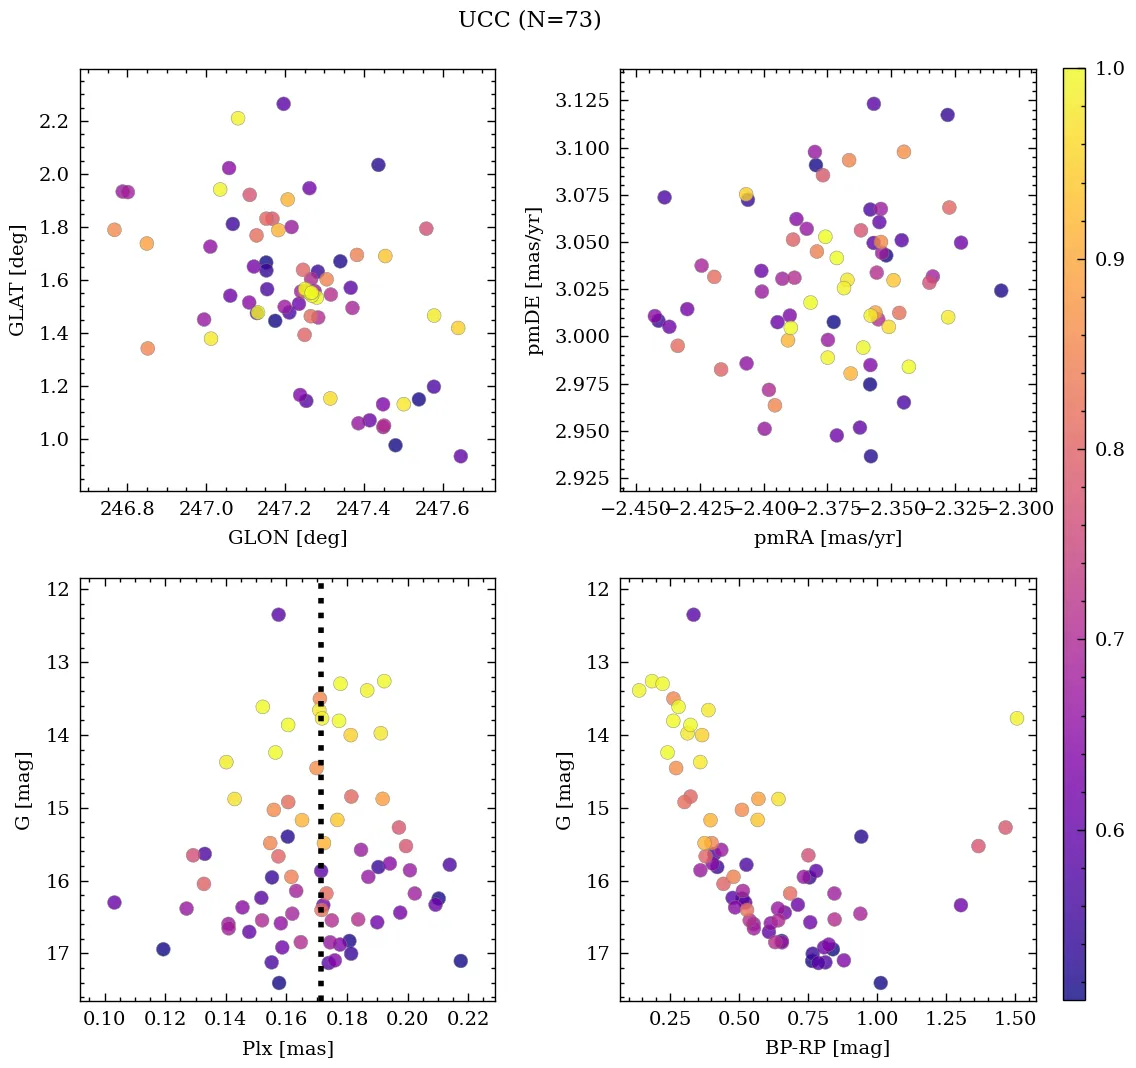 UCC (N=73)
2.2
2.0
1.8
1.6
1.4
1.2
1.0
GLAT [deg]
246.8 247.0 247.2 247.4 247.6
GLON [deg]
3.125
3.100
3.075
3.050
3.025
3.000
2.975
2.950
2.925
pmDE [mas/yr]
−2.450 −2.425 −2.400 −2.375 −2.350 −2.325 −2.300
pmRA [mas/yr]
12
13
14
15
16
17
G [mag]
0.10 0.12 0.14 0.16 0.18 0.20 0.22
Plx [mas]
12
13
14
15
16
17
G [mag]
0.25 0.50 0.75 1.00 1.25 1.50
BP-RP [mag]
1.0
0.9
0.8
0.7
0.6